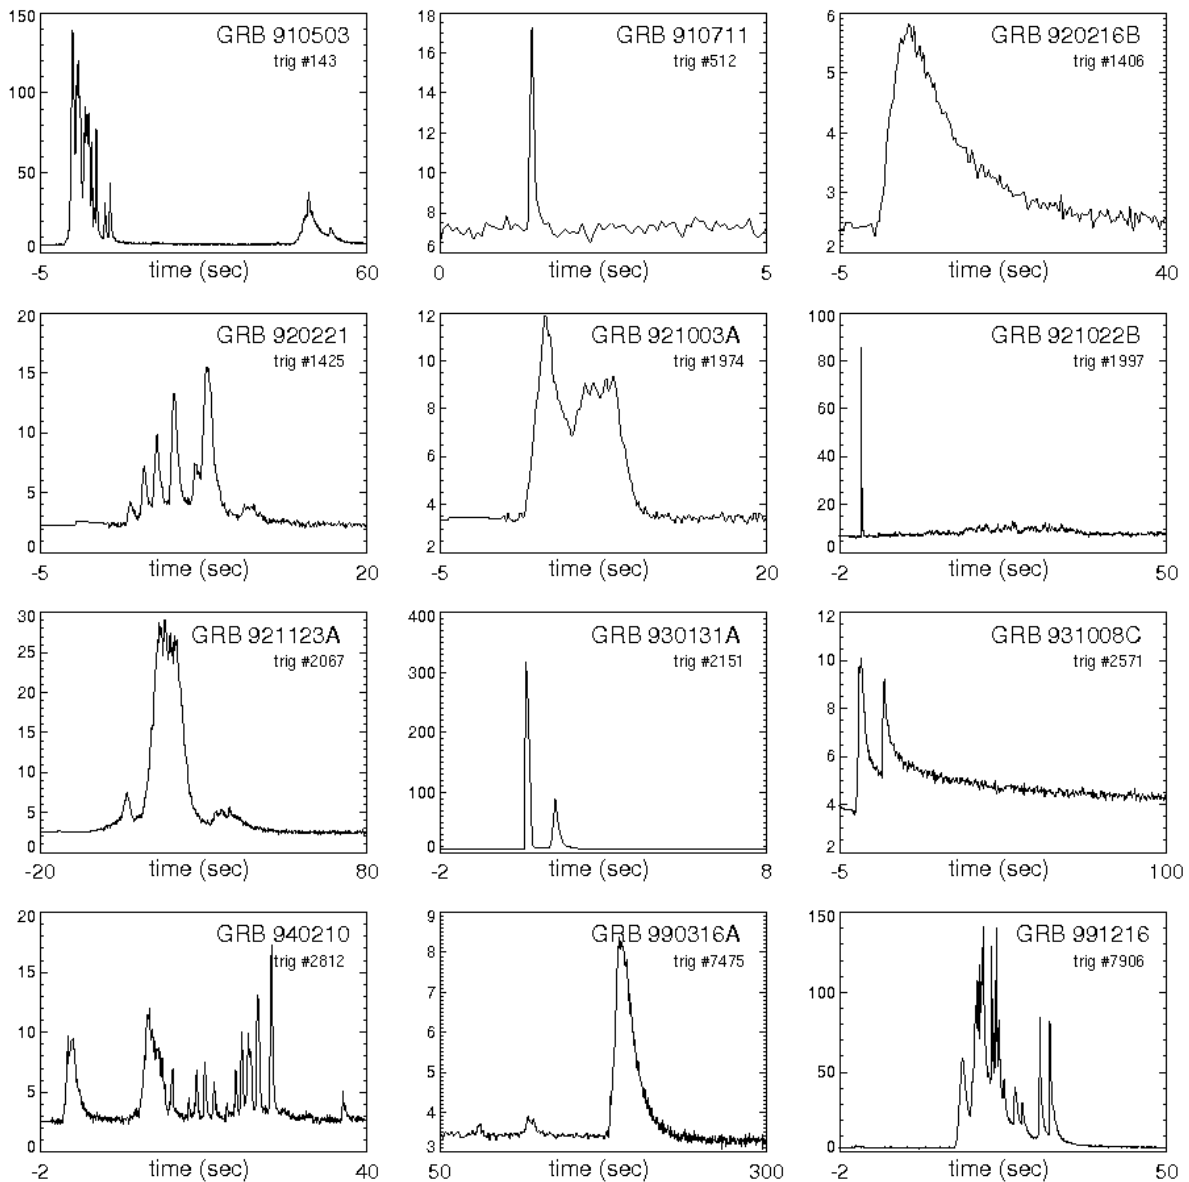 150
100
50
0
GRB 910503
trig #143
-5
time (sec)
60
18
16
14
12
10
8
6
GRB 910711
trig #512
0
time (sec)
5
6
5
4
3
2
GRB 920216B
trig #1406
-5
time (sec)
40
20
15
10
5
0
GRB 920221
trig #1425
-5
time (sec)
20
12
10
8
6
4
2
GRB 921003A
trig #1974
-5
time (sec)
20
100
80
60
40
20
0
GRB 921022B
trig #1997
-2
time (sec)
50
30
25
20
15
10
5
0
GRB 921123A
trig #2067
-20
time (sec)
80
400
300
200
100
0
GRB 930131A
trig #2151
-2
time (sec)
8
12
10
8
6
4
2
GRB 931008C
trig #2571
-5
time (sec)
100
20
15
10
5
0
GRB 940210
trig #2812
-2
time (sec)
40
9
8
7
6
5
4
3
GRB 990316A
trig #7475
50
time (sec)
300
150
100
50
0
GRB 991216
trig #7906
-2
time (sec)
50